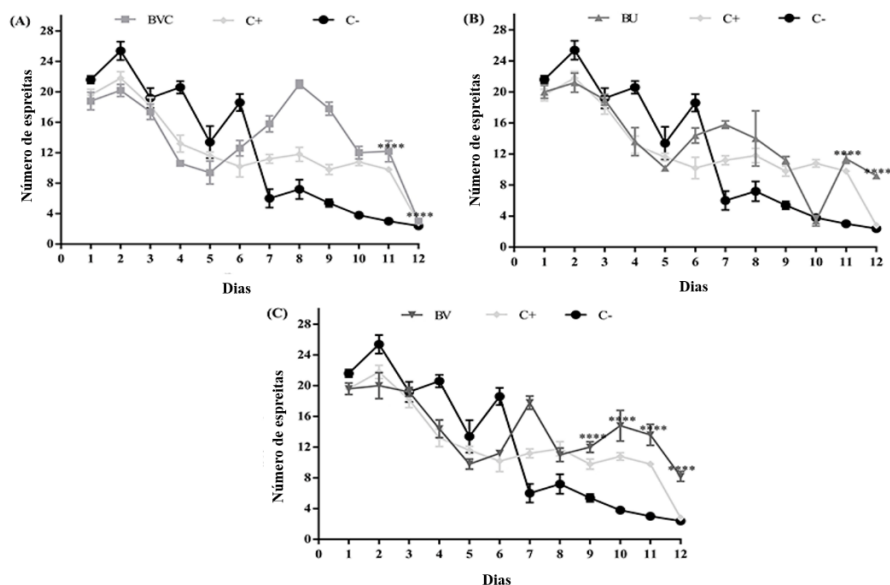 (A)
BVC C+ C-
Número de espreitas
28
24
20
16
12
8
4
0
****
****
0 1 2 3 4 5 6 7 8 9 10 11 12
Dias
(B)
BU C+ C-
Número de espreitas
28
24
20
16
12
8
4
0
****
****
0 1 2 3 4 5 6 7 8 9 10 11 12
Dias
(C)
BV C+ C-
Número de espreitas
28
24
20
16
12
8
4
0
****
****
****
****
0 1 2 3 4 5 6 7 8 9 10 11 12
Dias